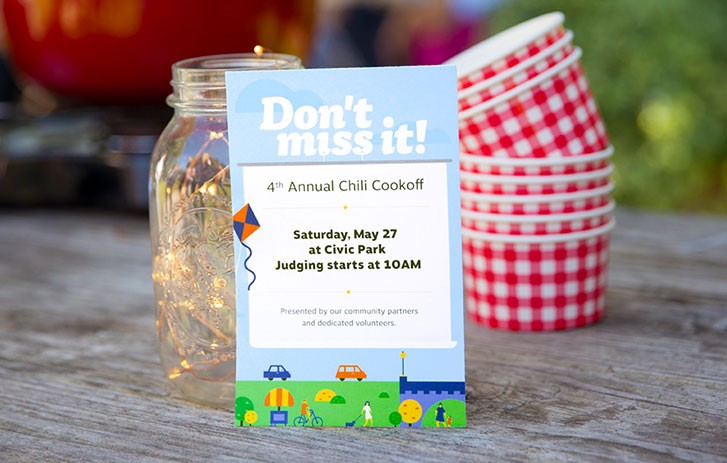 Don't
miss it!
4th Annual Chili Cookoff
Saturday, May 27
at Civic Park
Judging starts at 10AM
Presented by our community partners
and dedicated volunteers.